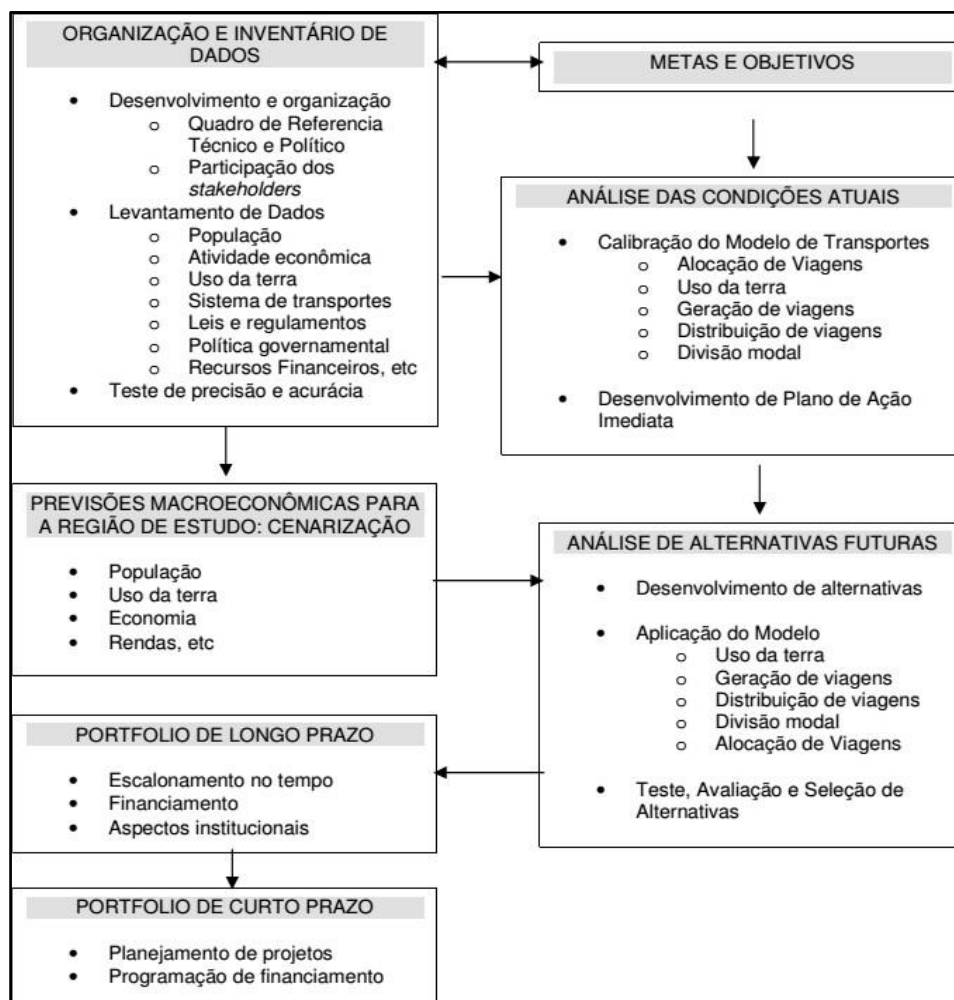 ORGANIZAÇÃO E INVENTÁRIO DE
DADOS
• Desenvolvimento e organização
o Quadro de Referencia
Técnico e Político
o Participação dos
stakeholders
• Levantamento de Dados
o População
o Atividade econômica
o Uso da terra
o Sistema de transportes
o Leis e regulamentos
o Política governamental
o Recursos Financeiros, etc
• Teste de precisão e acurácia
METAS E OBJETIVOS
ANÁLISE DAS CONDIÇÕES ATUAIS
• Calibração do Modelo de Transportes
o Alocação de Viagens
o Uso da terra
o Geração de viagens
o Distribuição de viagens
o Divisão modal
• Desenvolvimento de Plano de Ação
Imediata
PREVISÕES MACROECONÔMICAS PARA
A REGIÃO DE ESTUDO: CENARIZAÇÃO
• População
• Uso da terra
• Economia
• Rendas, etc
ANÁLISE DE ALTERNATIVAS FUTURAS
• Desenvolvimento de alternativas
• Aplicação do Modelo
o Uso da terra
o Geração de viagens
o Distribuição de viagens
o Divisão modal
o Alocação de Viagens
• Teste, Avaliação e Seleção de
Alternativas
PORTFOLIO DE LONGO PRAZO
• Escalonamento no tempo
• Financiamento
• Aspectos institucionais
PORTFOLIO DE CURTO PRAZO
• Planejamento de projetos
• Programação de financiamento